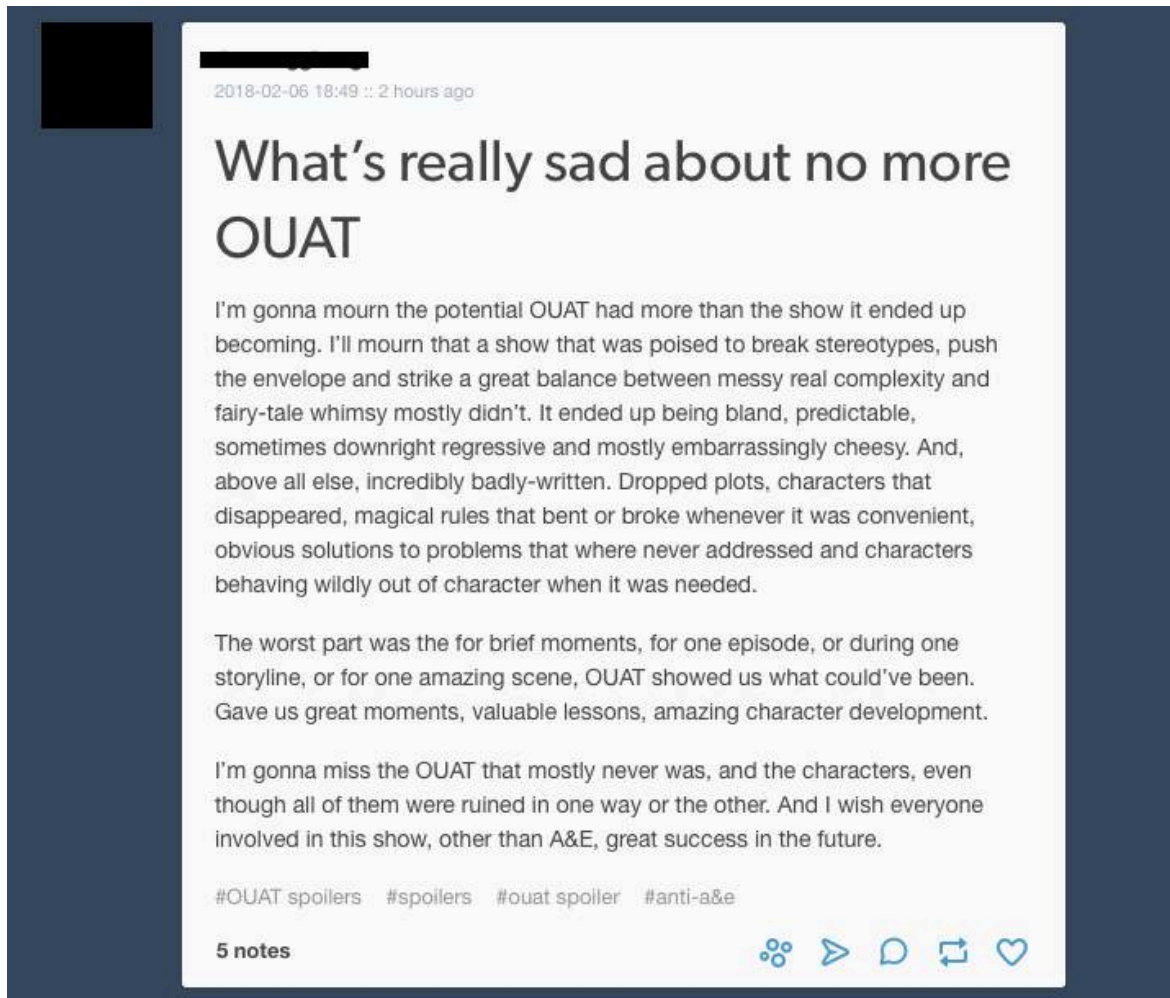 2018-02-06 18:49 :: 2 hours ago
What's really sad about no more
OUAT
I'm gonna mourn the potential OUAT had more than the show it ended up
becoming. I'll mourn that a show that was poised to break stereotypes, push
the envelope and strike a great balance between messy real complexity and
fairy-tale whimsy mostly didn't. It ended up being bland, predictable,
sometimes downright regressive and mostly embarrassingly cheesy. And,
above all else, incredibly badly-written. Dropped plots, characters that
disappeared, magical rules that bent or broke whenever it was convenient,
obvious solutions to problems that where never addressed and characters
behaving wildly out of character when it was needed.
The worst part was the for brief moments, for one episode, or during one
storyline, or for one amazing scene, OUAT showed us what could've been.
Gave us great moments, valuable lessons, amazing character development.
I'm gonna miss the OUAT that mostly never was, and the characters, even
though all of them were ruined in one way or the other. And I wish everyone
involved in this show, other than A&E, great success in the future.
#OUAT spoilers #spoilers #ouat spoiler #anti-a&e
5 notes